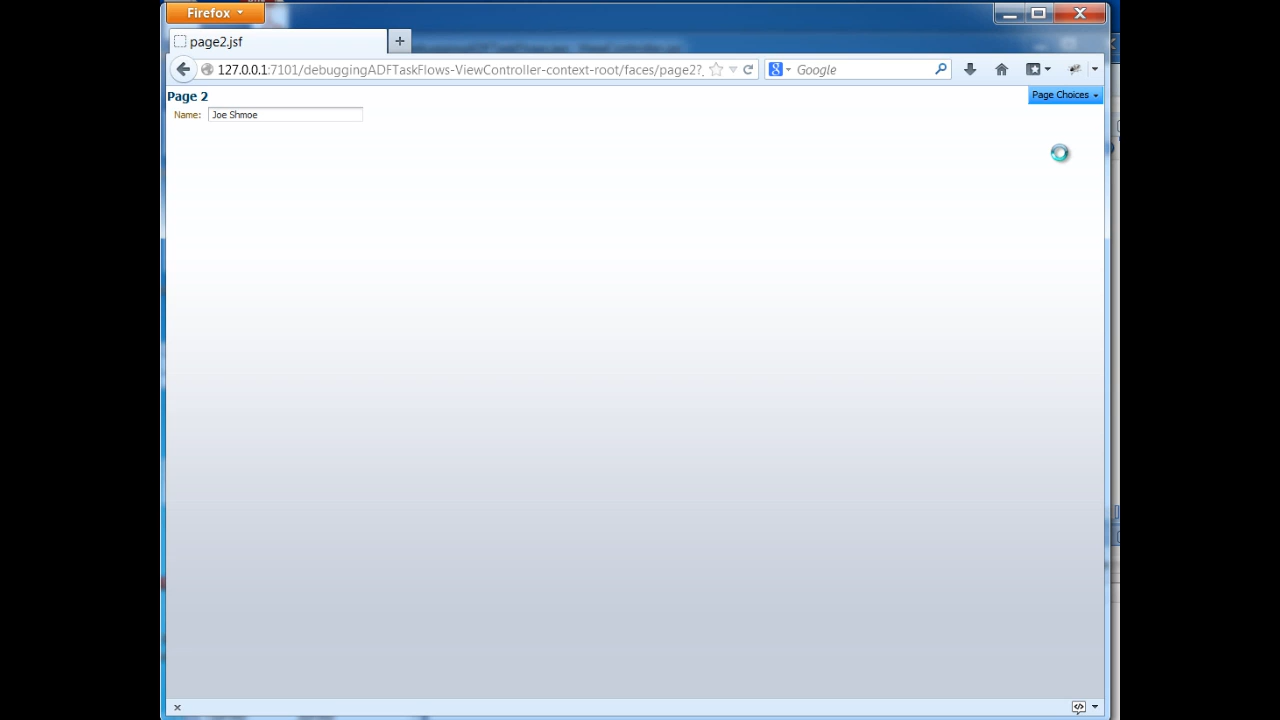 Firefox
page2.jsf
127.0.0.1:7101/debuggingADFTaskFlows-ViewController-context-root/faces/page2?_
Google
Page 2
Page Choices
Name: Joe Shmoe